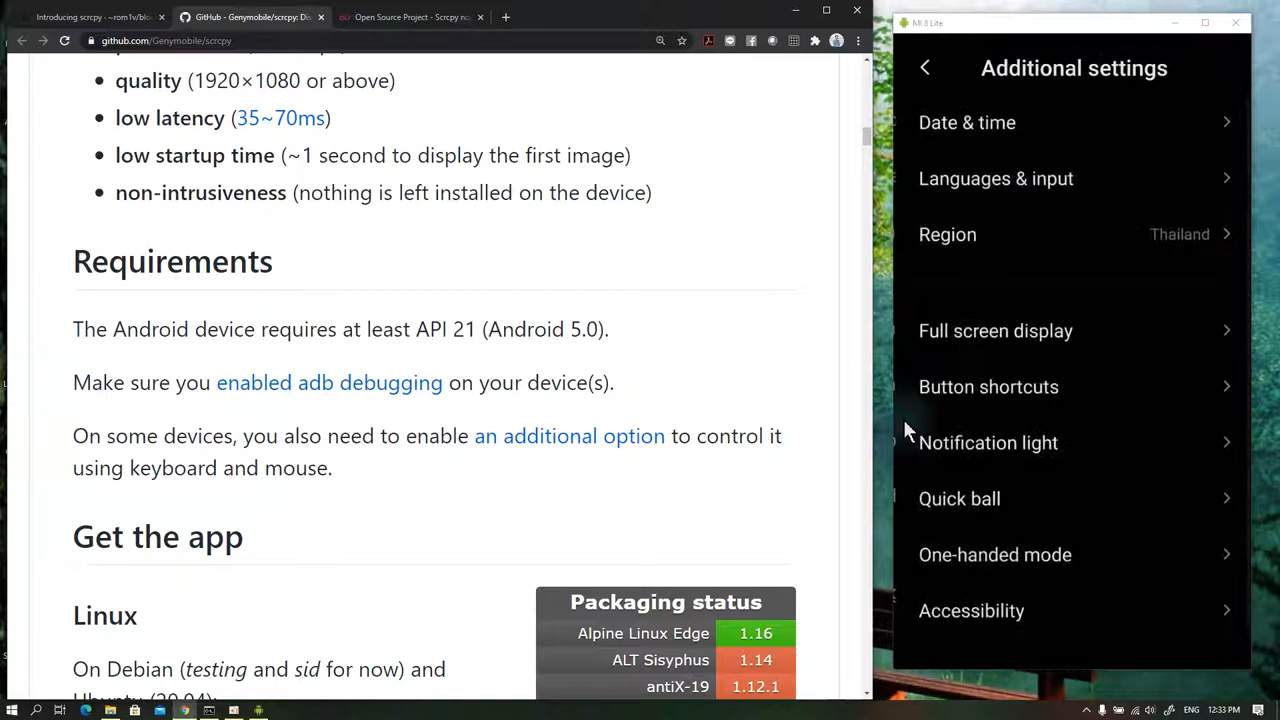 Introducing scrcpy - ~rom1v/blo
GitHub - Genymobile/scrcpy: Di
Open Source Project - Scrcpy n
github.com/Genymobile/scrcpy
quality (1920×1080 or above)
low latency (35~70ms)
low startup time (~1 second to display the first image)
non-intrusiveness (nothing is left installed on the device)
Requirements
The Android device requires at least API 21 (Android 5.0).
Make sure you enabled adb debugging on your device(s).
On some devices, you also need to enable an additional option to control it
using keyboard and mouse.
Get the app
Linux
On Debian (testing and sid for now) and
Ubuntu (20.04):
Packaging status
Alpine Linux Edge 1.16
ALT Sisyphus 1.14
antiX-19 1.12.1
Mi 8 Lite
Additional settings
Date & time
Languages & input
Region Thailand
Full screen display
Button shortcuts
Notification light
Quick ball
One-handed mode
Accessibility
12:33 PM